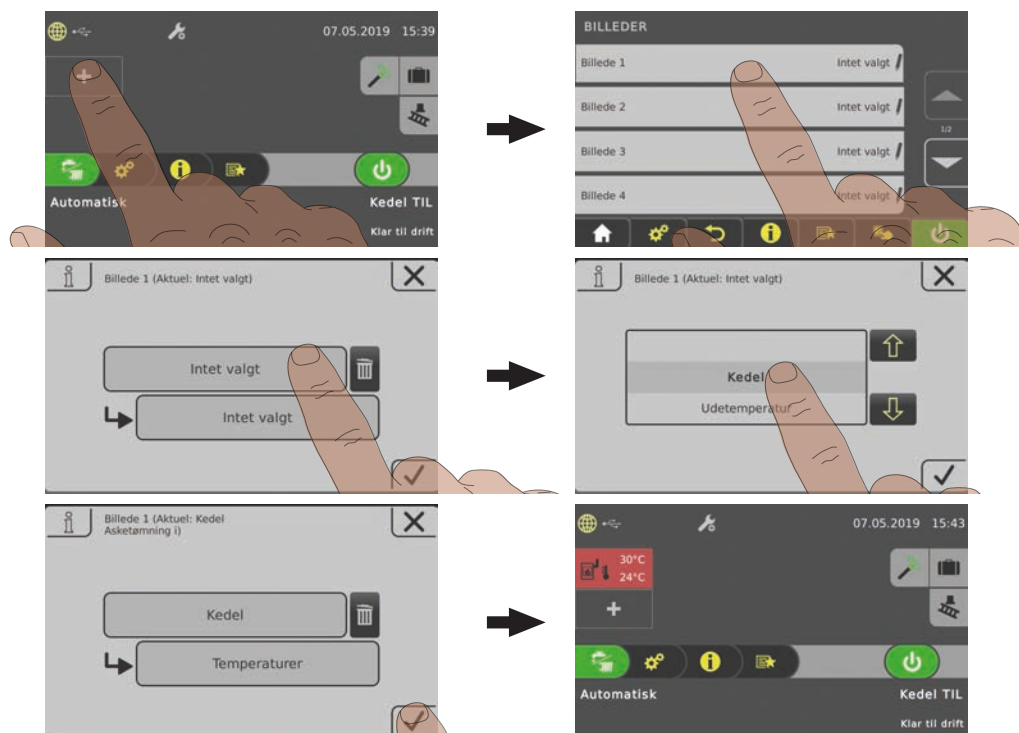 07.05.2019 15:39
Automatisk
Kedel TIL
Klar til drift
BILLEDER
Billede 1 Intet valgt
Billede 2 Intet valgt
Billede 3 Intet valgt
Billede 4 Intet valgt
1/2
Billede 1 (Aktuel: Intet valgt)
Intet valgt
Intet valgt
Billede 1 (Aktuel: Intet valgt)
Kedel
Udetemperatur
Billede 1 (Aktuel: Kedel
Asketømning i)
Kedel
Temperaturer
07.05.2019 15:43
30°C
24°C
Automatisk
Kedel TIL
Klar til drift